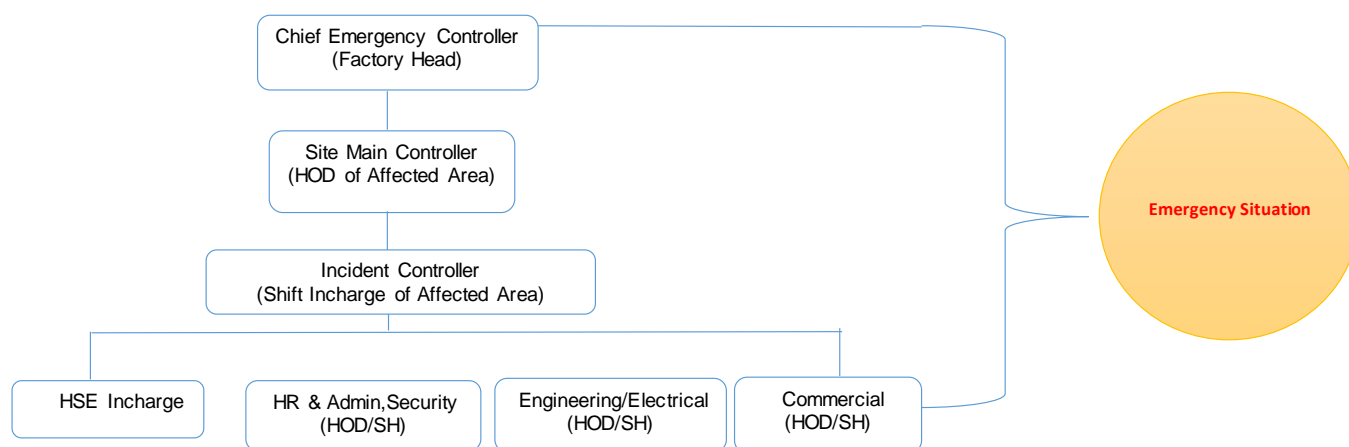 Chief Emergency Controller
(Factory Head)
Site Main Controller
(HOD of Affected Area)
Emergency Situation
Incident Controller
(Shift Incharge of Affected Area)
HSE Incharge
HR & Admin,Security
(HOD/SH)
Engineering/Electrical
(HOD/SH)
Commercial
(HOD/SH)